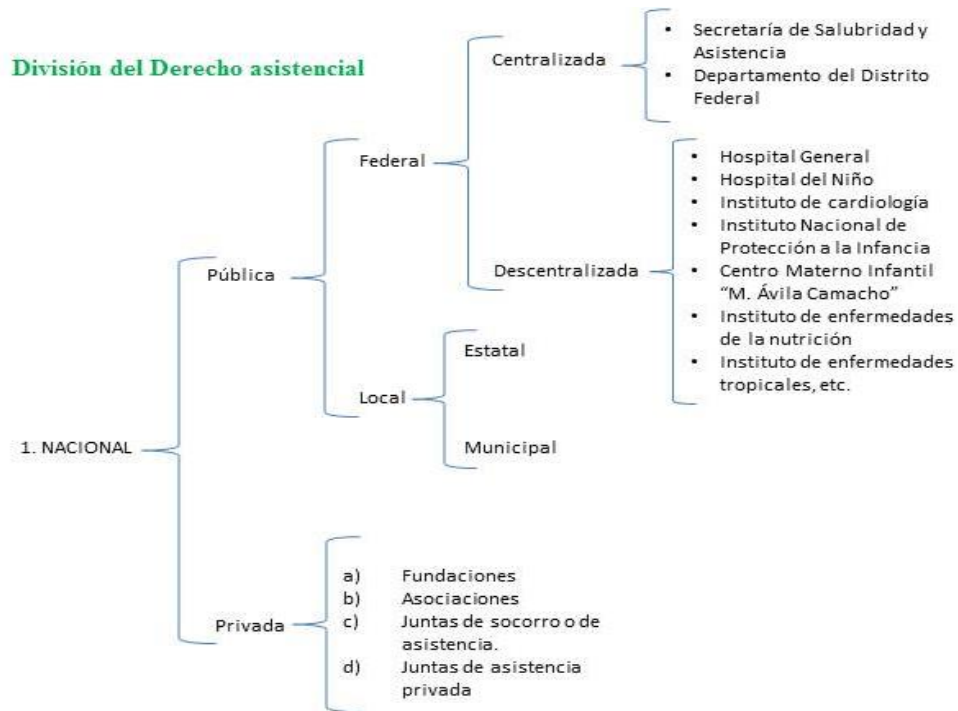 División del Derecho asistencial
1. NACIONAL
Pública
Federal
Centralizada
• Secretaría de Salubridad y
Asistencia
• Departamento del Distrito
Federal
Descentralizada
• Hospital General
• Hospital del Niño
• Instituto de cardiología
• Instituto Nacional de
Protección a la Infancia
• Centro Materno Infantil
“M. Ávila Camacho”
• Instituto de enfermedades
de la nutrición
• Instituto de enfermedades
tropicales, etc.
Local
Estatal
Municipal
Privada
a) Fundaciones
b) Asociaciones
c) Juntas de socorro o de
asistencia.
d) Juntas de asistencia
privada